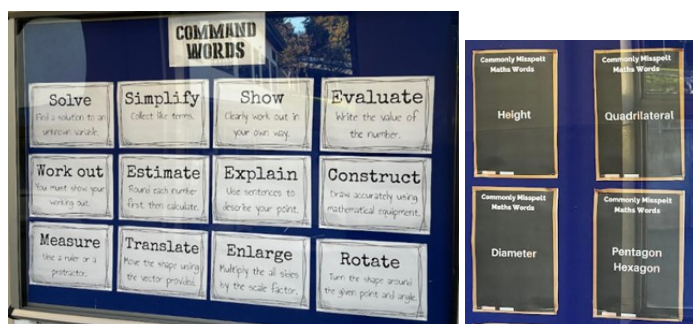 COMMAND
WORDS
Solve
Find a solution to an
unknown variable.
Simplify
Collect like terms.
Show
Clearly work out in
your own way.
Evaluate
Write the value of
the number.
Work out
You must show your
working out.
Estimate
Round each number
first then calculate.
Explain
Use sentences to
describe your point.
Construct
Draw accurately using
mathematical equipment.
Measure
Use a ruler or a
protractor.
Translate
Move the shape using
the vector provided.
Enlarge
Multiply the all sides
by the scale factor.
Rotate
Turn the shape around
the given point and angle.
Commonly Misspelt
Maths Words
Height
Commonly Misspelt
Maths Words
Quadrilateral
Commonly Misspelt
Maths Words
Diameter
Commonly Misspelt
Maths Words
Pentagon
Hexagon